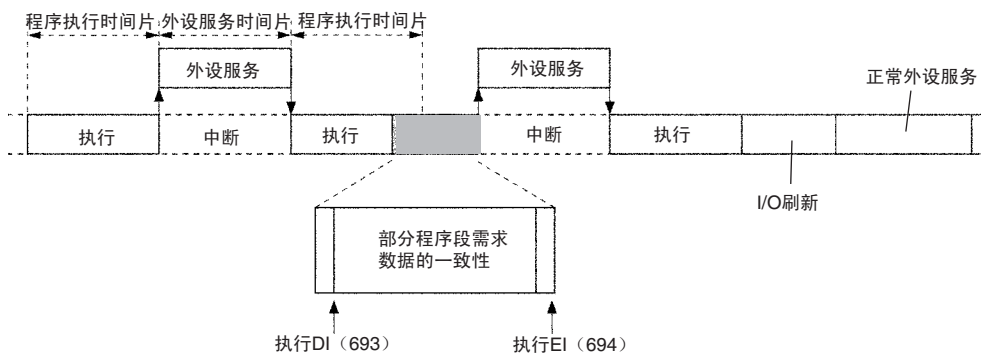 程序执行时间片 外设服务时间片 程序执行时间片
外设服务 外设服务
正常外设服务
执行 中断 执行 中断 执行
I/O刷新
部分程序段需求
数据的一致性
执行DI（693） 执行EI（694）